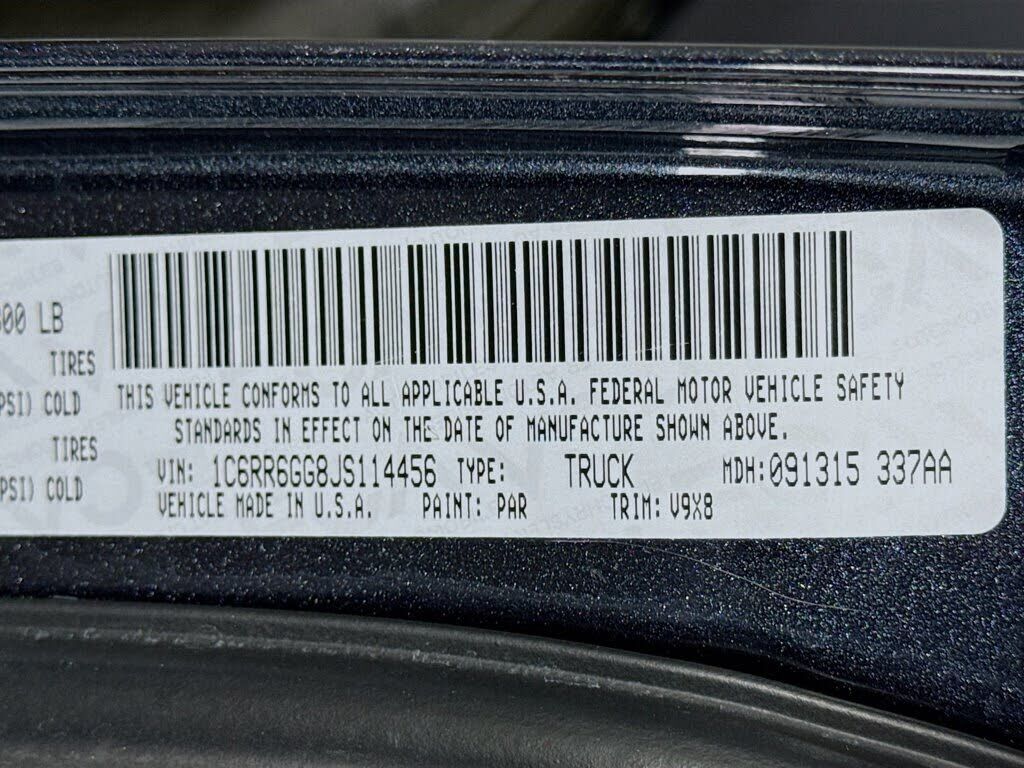 00 LB
TIRES
PSI) COLD
TIRES
PSI) COLD
THIS VEHICLE CONFORMS TO ALL APPLICABLE U.S.A. FEDERAL MOTOR VEHICLE SAFETY
STANDARDS IN EFFECT ON THE DATE OF MANUFACTURE SHOWN ABOVE.
VIN: 1C6RR6GG8JS114456 TYPE: TRUCK MDH:091315 337AA
VEHICLE MADE IN U.S.A. PAINT: PAR TRIM: V9X8